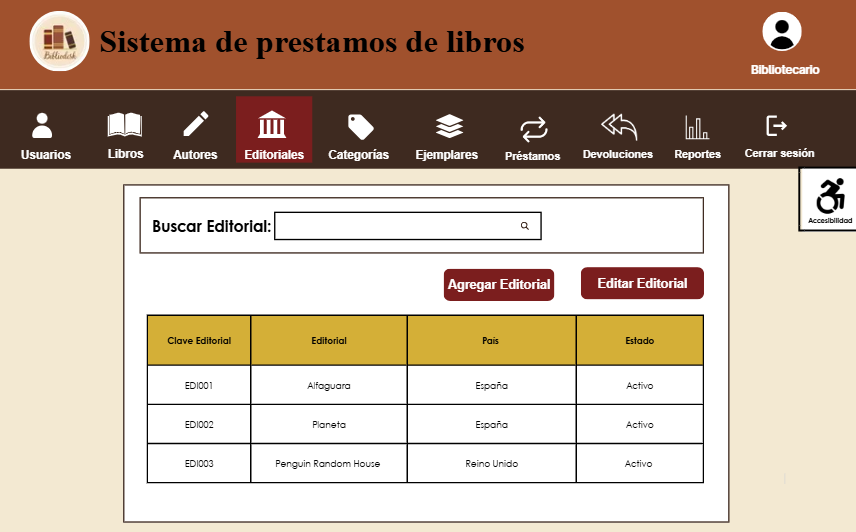 Bibliodesk
Sistema de prestamos de libros
Bibliotecario
Usuarios Libros Autores Editoriales Categorías Ejemplares Préstamos Devoluciones Reportes Cerrar sesión
Accesibilidad
Buscar Editorial:
Agregar Editorial Editar Editorial
Clave Editorial Editorial País Estado
EDI001 Alfaguara España Activo
EDI002 Planeta España Activo
EDI003 Penguin Random House Reino Unido Activo